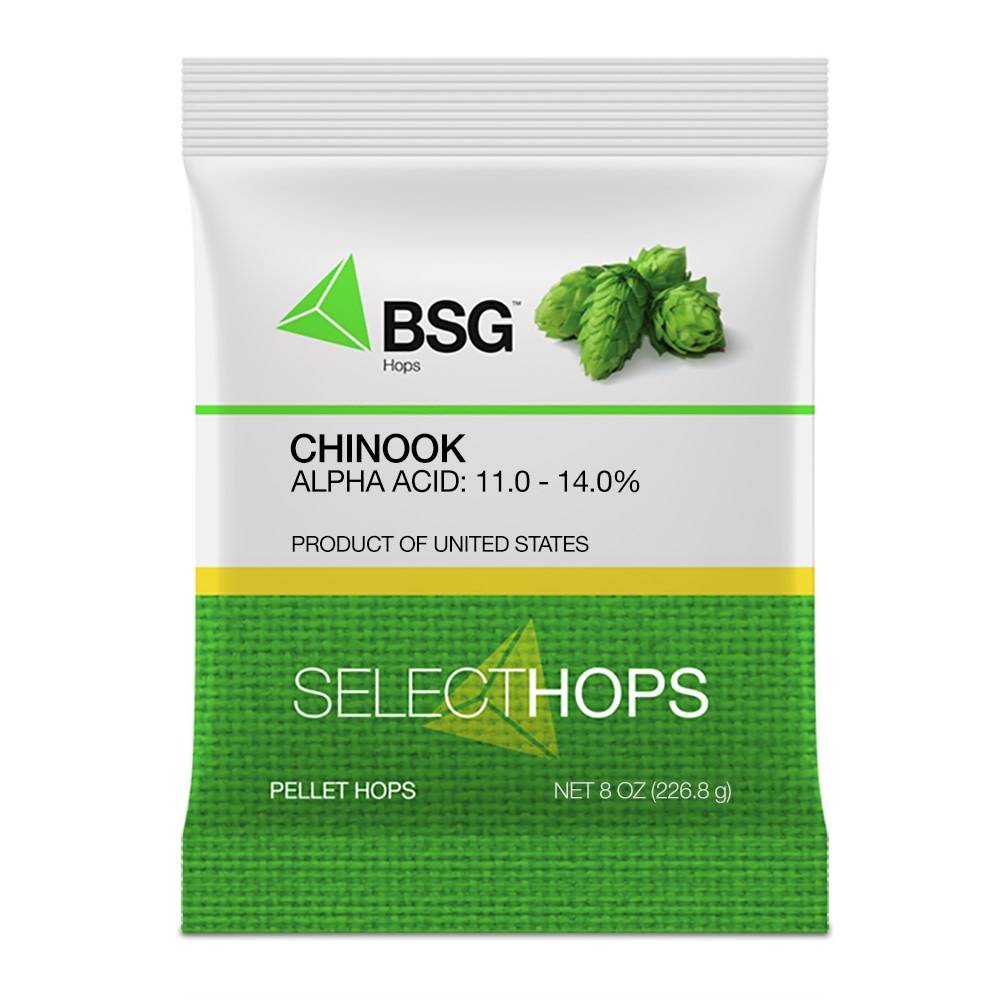 BSG™
Hops
CHINOOK
ALPHA ACID: 11.0 - 14.0%
PRODUCT OF UNITED STATES
SELECTHOPS
PELLET HOPS
NET 8 OZ (226.8 g)